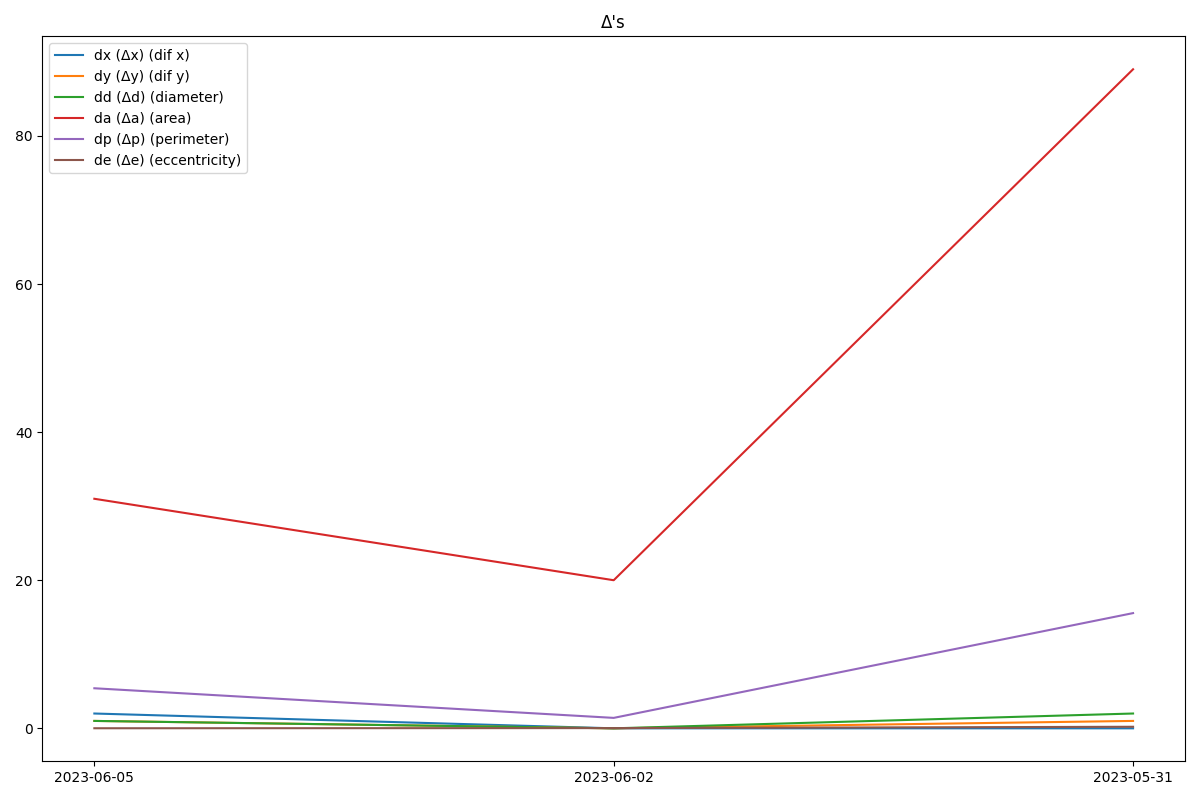 Δ's
dx (Δx) (dif x)
dy (Δy) (dif y)
dd (Δd) (diameter)
da (Δa) (area)
dp (Δp) (perimeter)
de (Δe) (eccentricity)
80
60
40
20
0
2023-06-05
2023-06-02
2023-05-31